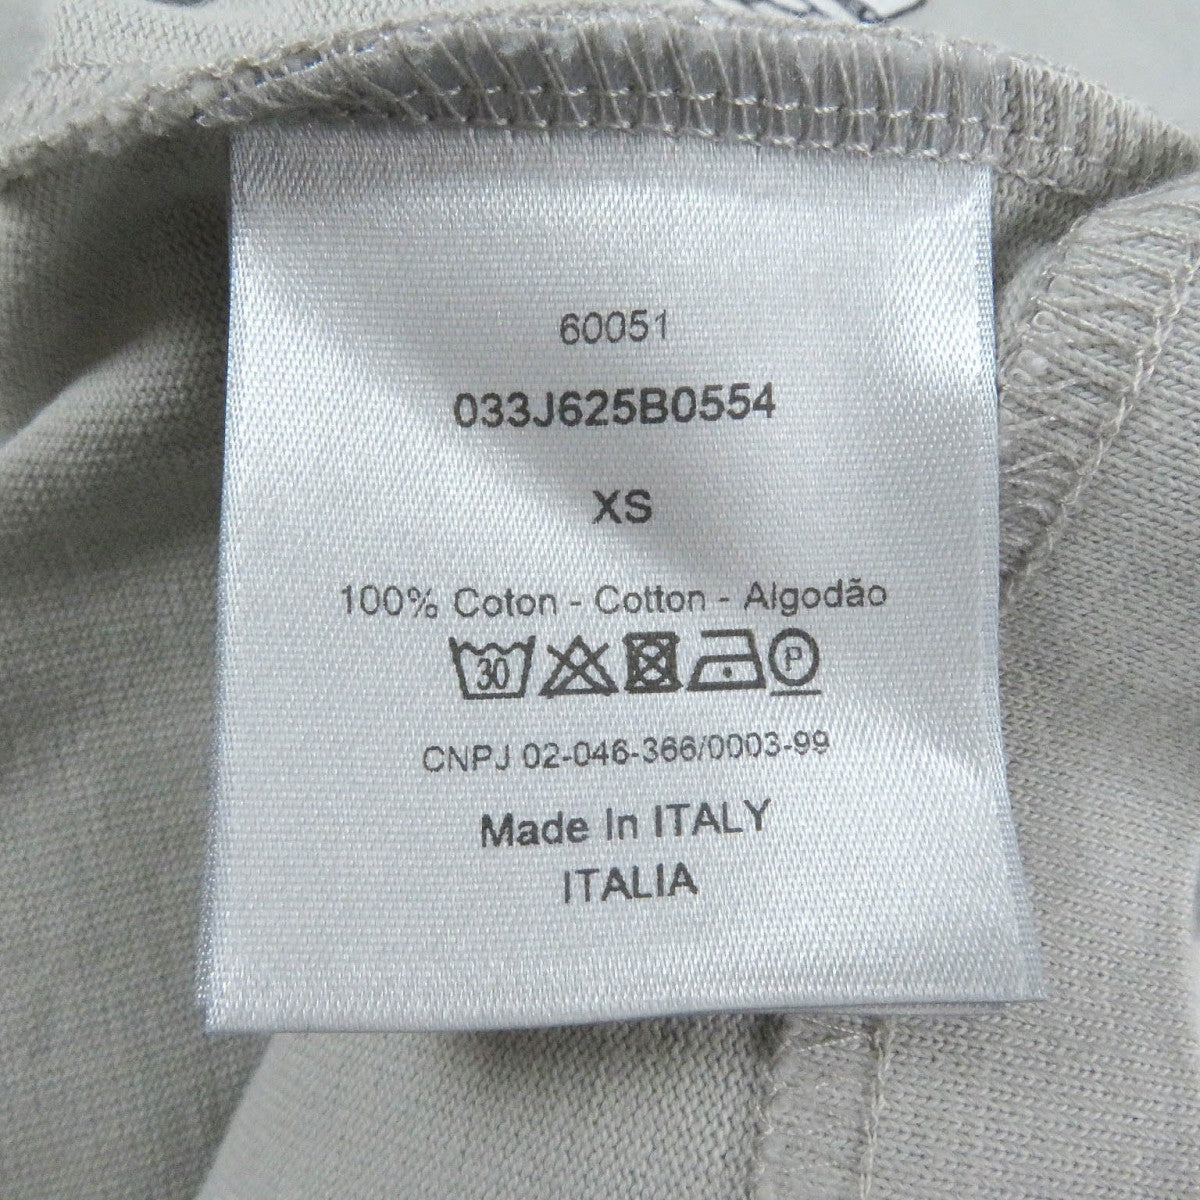 60051
033J625B0554
XS
100% Coton - Cotton - Algodão
30 P
CNPJ 02-046-366/0003-99
Made In ITALY
ITALIA